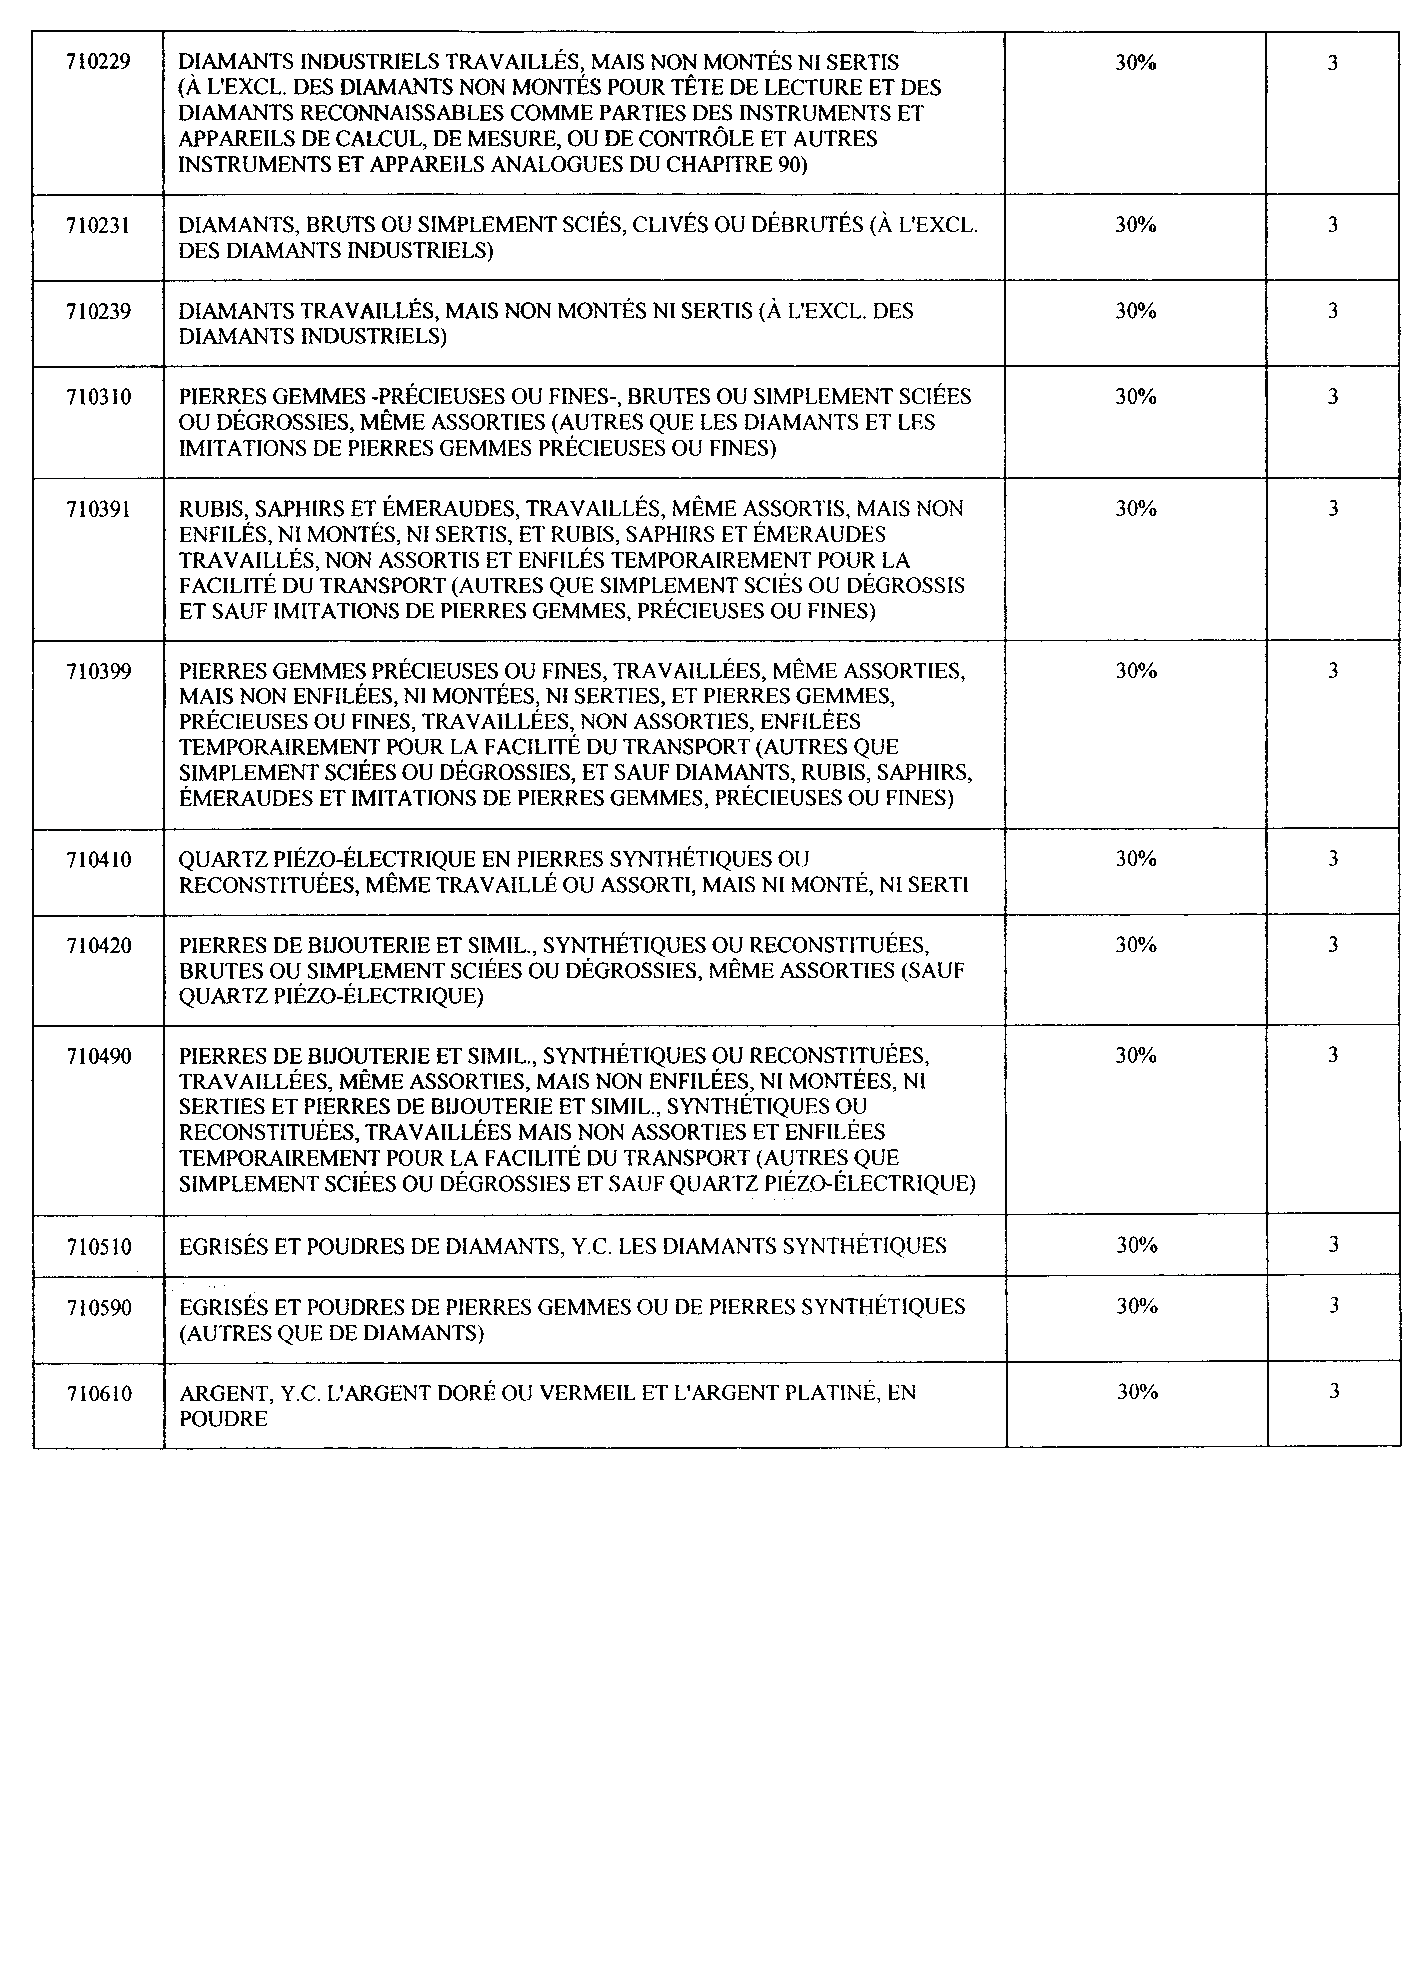 710229 DIAMANTS INDUSTRIELS TRAVAILLÉS, MAIS NON MONTÉS NI SERTIS 30% 3
(À L'EXCL. DES DIAMANTS NON MONTÉS POUR TÊTE DE LECTURE ET DES
DIAMANTS RECONNAISSABLES COMME PARTIES DES INSTRUMENTS ET
APPAREILS DE CALCUL, DE MESURE, OU DE CONTRÔLE ET AUTRES
INSTRUMENTS ET APPAREILS ANALOGUES DU CHAPITRE 90)
710231 DIAMANTS, BRUTS OU SIMPLEMENT SCIÉS, CLIVÉS OU DÉBRUTÉS (À L'EXCL. 30% 3
DES DIAMANTS INDUSTRIELS)
710239 DIAMANTS TRAVAILLÉS, MAIS NON MONTÉS NI SERTIS (À L'EXCL. DES 30% 3
DIAMANTS INDUSTRIELS)
710310 PIERRES GEMMES -PRÉCIEUSES OU FINES-, BRUTES OU SIMPLEMENT SCIÉES 30% 3
OU DÉGROSSIES, MÊME ASSORTIES (AUTRES QUE LES DIAMANTS ET LES
IMITATIONS DE PIERRES GEMMES PRÉCIEUSES OU FINES)
710391 RUBIS, SAPHIRS ET ÉMERAUDES, TRAVAILLÉS, MÊME ASSORTIS, MAIS NON 30% 3
ENFILÉS, NI MONTÉS, NI SERTIS, ET RUBIS, SAPHIRS ET ÉMERAUDES
TRAVAILLÉS, NON ASSORTIS ET ENFILÉS TEMPORAIREMENT POUR LA
FACILITÉ DU TRANSPORT (AUTRES QUE SIMPLEMENT SCIÉS OU DÉGROSSIS
ET SAUF IMITATIONS DE PIERRES GEMMES, PRÉCIEUSES OU FINES)
710399 PIERRES GEMMES PRÉCIEUSES OU FINES, TRAVAILLÉES, MÊME ASSORTIES, 30% 3
MAIS NON ENFILÉES, NI MONTÉES, NI SERTIES, ET PIERRES GEMMES,
PRÉCIEUSES OU FINES, TRAVAILLÉES, NON ASSORTIES, ENFILÉES
TEMPORAIREMENT POUR LA FACILITÉ DU TRANSPORT (AUTRES QUE
SIMPLEMENT SCIÉES OU DÉGROSSIES, ET SAUF DIAMANTS, RUBIS, SAPHIRS,
ÉMERAUDES ET IMITATIONS DE PIERRES GEMMES, PRÉCIEUSES OU FINES)
710410 QUARTZ PIÉZO-ÉLECTRIQUE EN PIERRES SYNTHÉTIQUES OU 30% 3
RECONSTITUÉES, MÊME TRAVAILLÉ OU ASSORTI, MAIS NI MONTÉ, NI SERTI
710420 PIERRES DE BIJOUTERIE ET SIMIL., SYNTHÉTIQUES OU RECONSTITUÉES, 30% 3
BRUTES OU SIMPLEMENT SCIÉES OU DÉGROSSIES, MÊME ASSORTIES (SAUF
QUARTZ PIÉZO-ÉLECTRIQUE)
710490 PIERRES DE BIJOUTERIE ET SIMIL., SYNTHÉTIQUES OU RECONSTITUÉES, 30% 3
TRAVAILLÉES, MÊME ASSORTIES, MAIS NON ENFILÉES, NI MONTÉES, NI
SERTIES ET PIERRES DE BIJOUTERIE ET SIMIL., SYNTHÉTIQUES OU
RECONSTITUÉES, TRAVAILLÉES MAIS NON ASSORTIES ET ENFILÉES
TEMPORAIREMENT POUR LA FACILITÉ DU TRANSPORT (AUTRES QUE
SIMPLEMENT SCIÉES OU DÉGROSSIES ET SAUF QUARTZ PIÉZO-ÉLECTRIQUE)
710510 EGRISÉS ET POUDRES DE DIAMANTS, Y.C. LES DIAMANTS SYNTHÉTIQUES 30% 3
710590 EGRISÉS ET POUDRES DE PIERRES GEMMES OU DE PIERRES SYNTHÉTIQUES 30% 3
(AUTRES QUE DE DIAMANTS)
710610 ARGENT, Y.C. L'ARGENT DORÉ OU VERMEIL ET L'ARGENT PLATINÉ, EN 30% 3
POUDRE